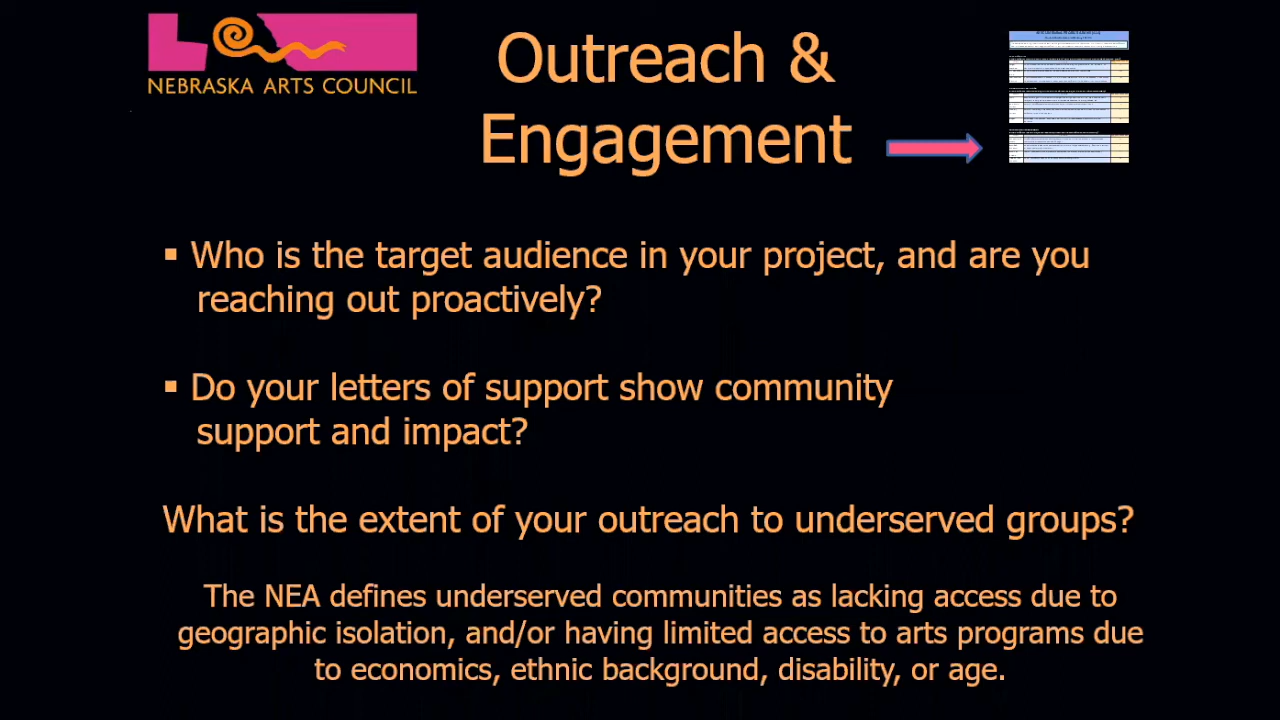 NEBRASKA ARTS COUNCIL
Outreach &
Engagement
▪ Who is the target audience in your project, and are you
reaching out proactively?
▪ Do your letters of support show community
support and impact?
What is the extent of your outreach to underserved groups?
The NEA defines underserved communities as lacking access due to
geographic isolation, and/or having limited access to arts programs due
to economics, ethnic background, disability, or age.